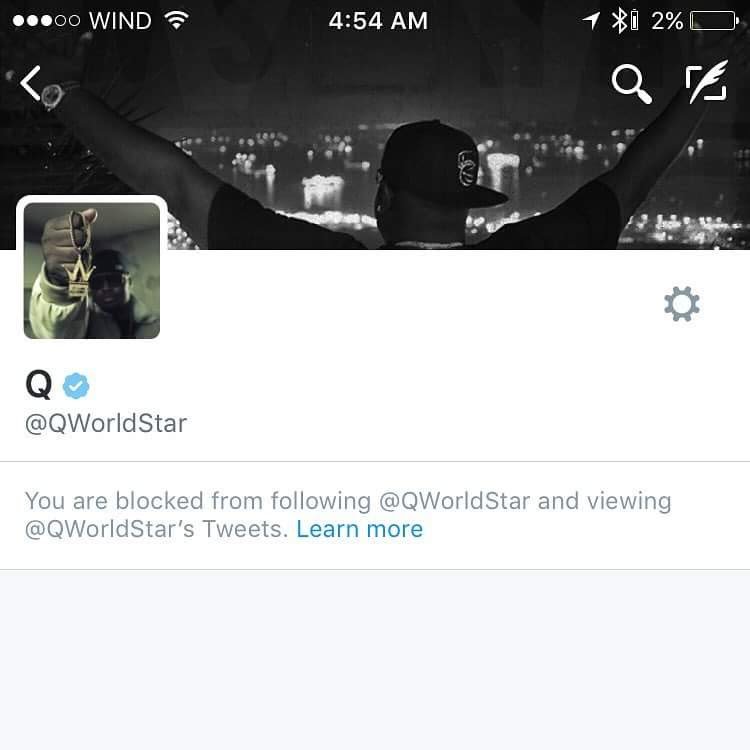 WIND 4:54 AM 2%
Q
@QWorldStar
You are blocked from following @QWorldStar and viewing
@QWorldStar's Tweets. Learn more